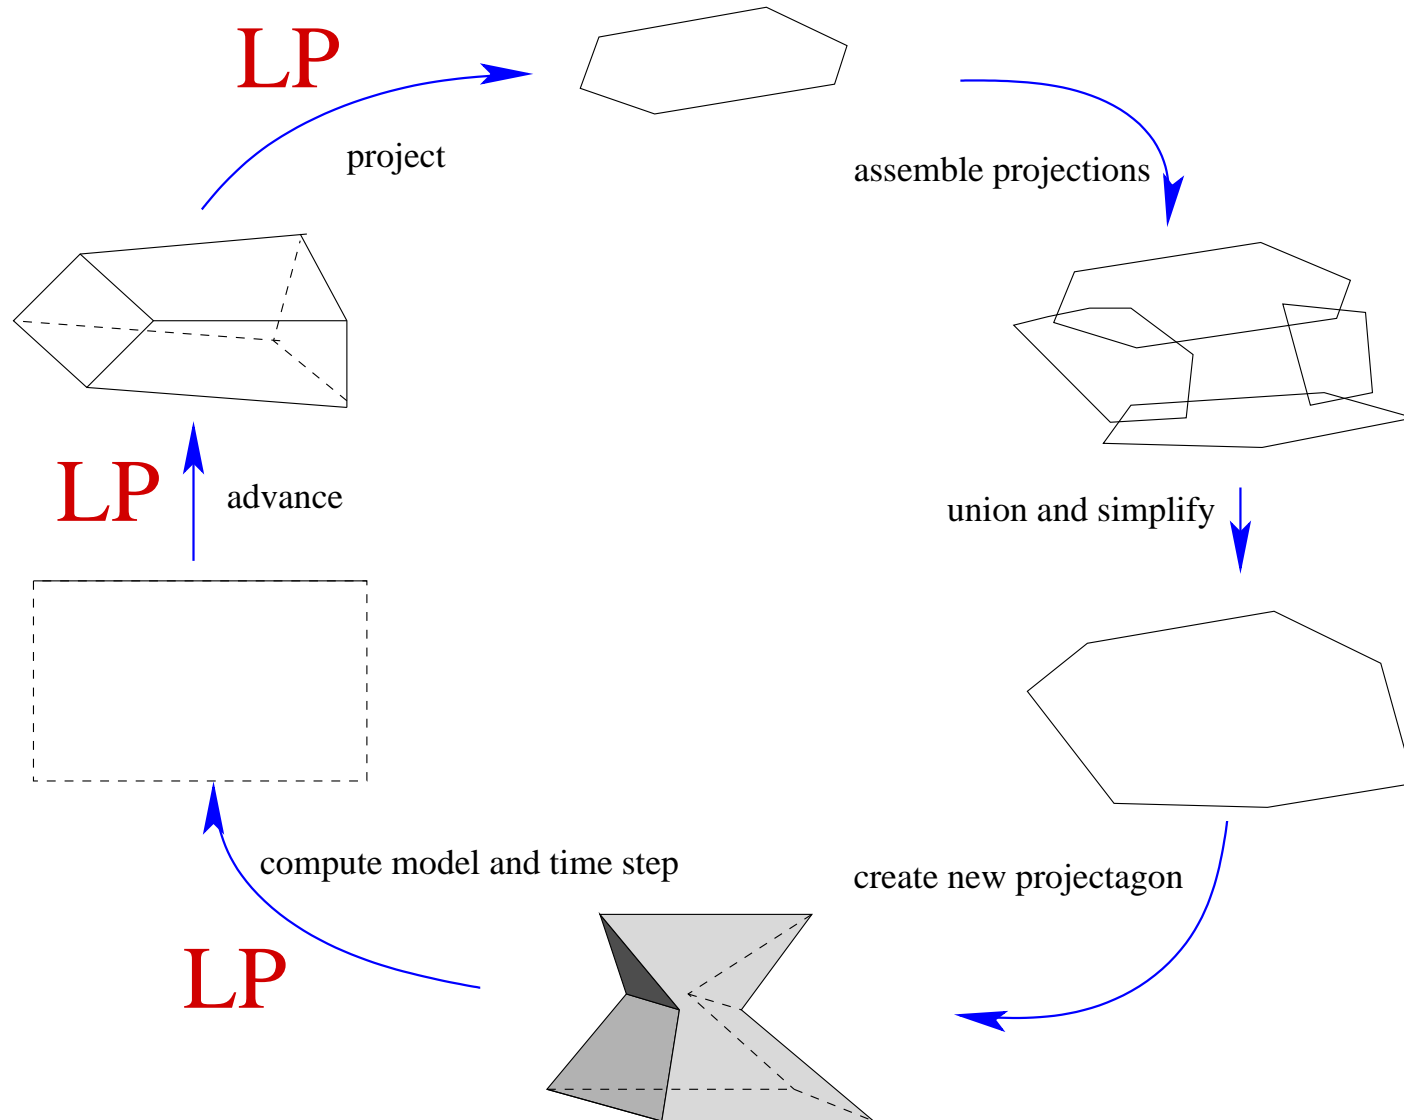 LP
project
assemble projections
LP
advance
union and simplify
compute model and time step
create new projectagon
LP